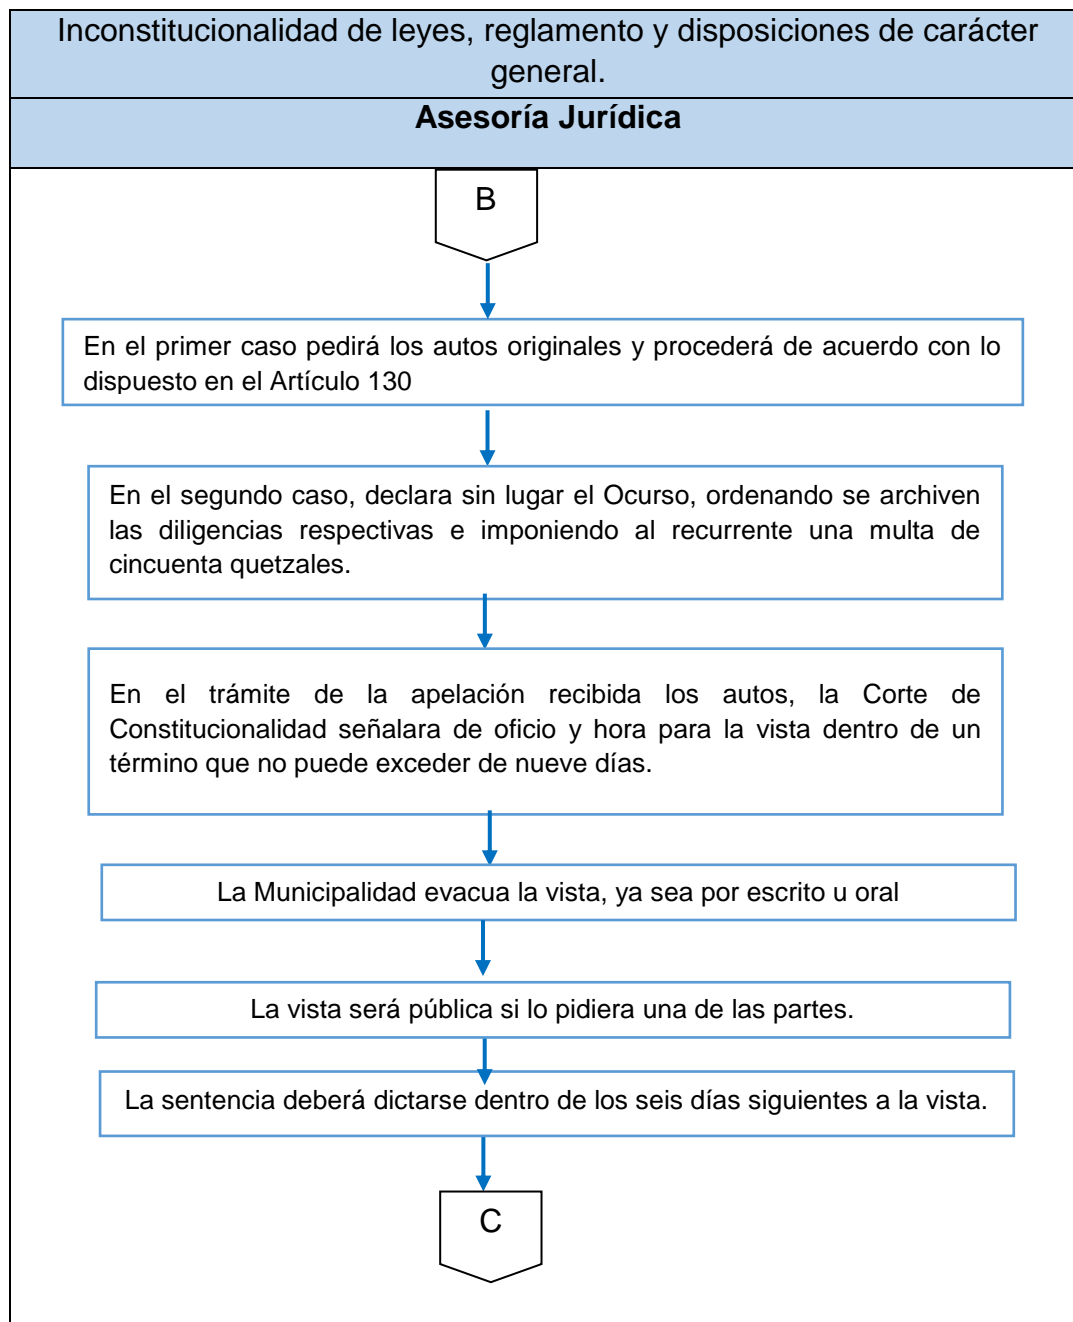 Inconstitucionalidad de leyes, reglamento y disposiciones de carácter
general.
Asesoría Jurídica
B
En el primer caso pedirá los autos originales y procederá de acuerdo con lo
dispuesto en el Artículo 130
En el segundo caso, declara sin lugar el Ocurso, ordenando se archiven
las diligencias respectivas e imponiendo al recurrente una multa de
cincuenta quetzales.
En el trámite de la apelación recibida los autos, la Corte de
Constitucionalidad señalara de oficio y hora para la vista dentro de un
término que no puede exceder de nueve días.
La Municipalidad evacua la vista, ya sea por escrito u oral
La vista será pública si lo pidiera una de las partes.
La sentencia deberá dictarse dentro de los seis días siguientes a la vista.
C